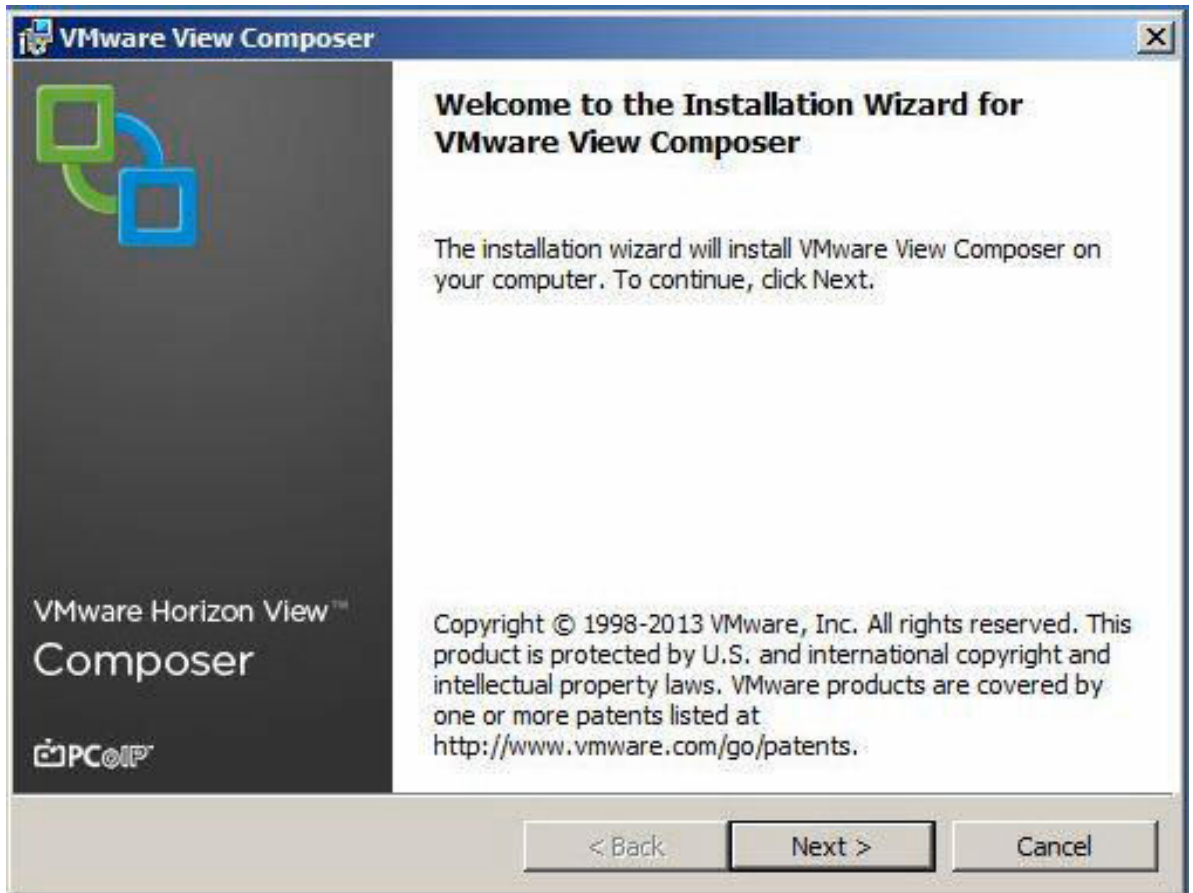 VMware View Composer
Welcome to the Installation Wizard for
VMware View Composer
The installation wizard will install VMware View Composer on
your computer. To continue, click Next.
VMware Horizon View™
Composer
PCoIP
Copyright © 1998-2013 VMware, Inc. All rights reserved. This
product is protected by U.S. and international copyright and
intellectual property laws. VMware products are covered by
one or more patents listed at
http://www.vmware.com/go/patents.
< Back
Next >
Cancel